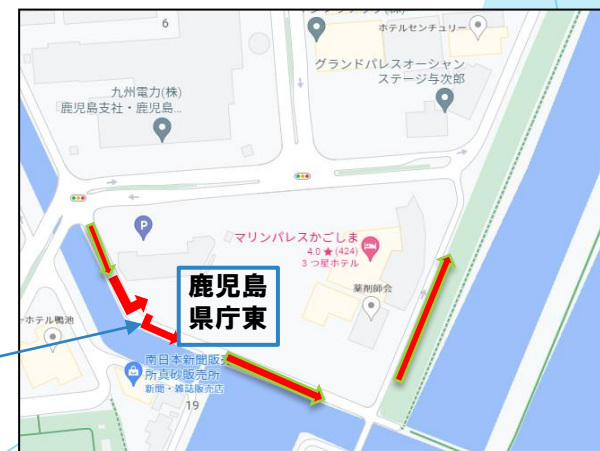 6
ホテルセンチュリー
グランドパレスオーシャン
ステージ与次郎
九州電力(株)
鹿児島支社・鹿児島...
P
マリンパレスかごしま
4.0 ★ (424)
3 つ星ホテル
鹿児島
県庁東
薬剤師会
ホテル鴨池
南日本新聞販売
所真砂販売所
新聞・雑誌販売店
19